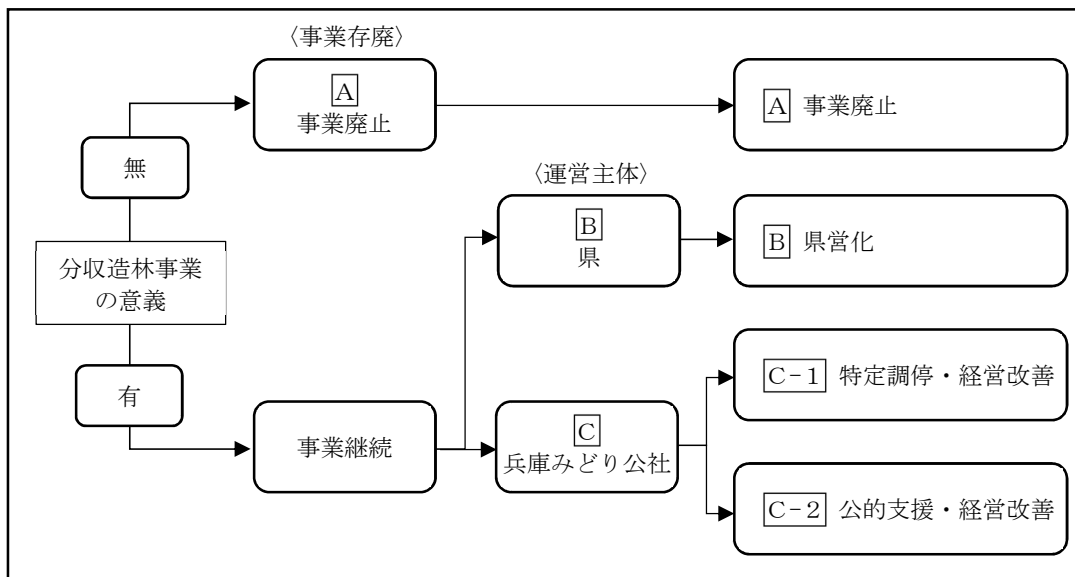 〈事業存廃〉
A
事業廃止
A 事業廃止
無
〈運営主体〉
B
県
B 県営化
分収造林事業
の意義
C-1 特定調停・経営改善
有
事業継続
C
兵庫みどり公社
C-2 公的支援・経営改善